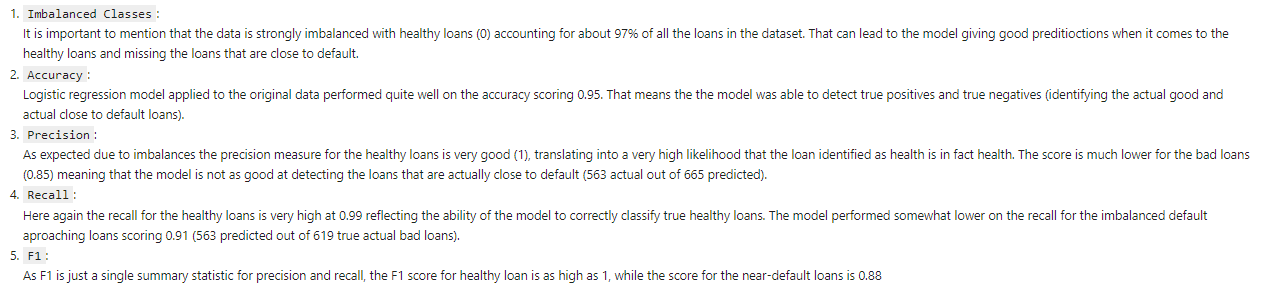 1. Imbalanced Classes :
It is important to mention that the data is strongly imbalanced with healthy loans (0) accounting for about 97% of all the loans in the dataset. That can lead to the model giving good preditioctions when it comes to the
healthy loans and missing the loans that are close to default.
2. Accuracy :
Logistic regression model applied to the original data performed quite well on the accuracy scoring 0.95. That means the the model was able to detect true positives and true negatives (identifying the actual good and
actual close to default loans).
3. Precision :
As expected due to imbalances the precision measure for the healthy loans is very good (1), translating into a very high likelihood that the loan identified as health is in fact health. The score is much lower for the bad loans
(0.85) meaning that the model is not as good at detecting the loans that are actually close to default (563 actual out of 665 predicted).
4. Recall :
Here again the recall for the healthy loans is very high at 0.99 reflecting the ability of the model to correctly classify true healthy loans. The model performed somewhat lower on the recall for the imbalanced default
aproaching loans scoring 0.91 (563 predicted out of 619 true actual bad loans).
5. F1 :
As F1 is just a single summary statistic for precision and recall, the F1 score for healthy loan is as high as 1, while the score for the near-default loans is 0.88